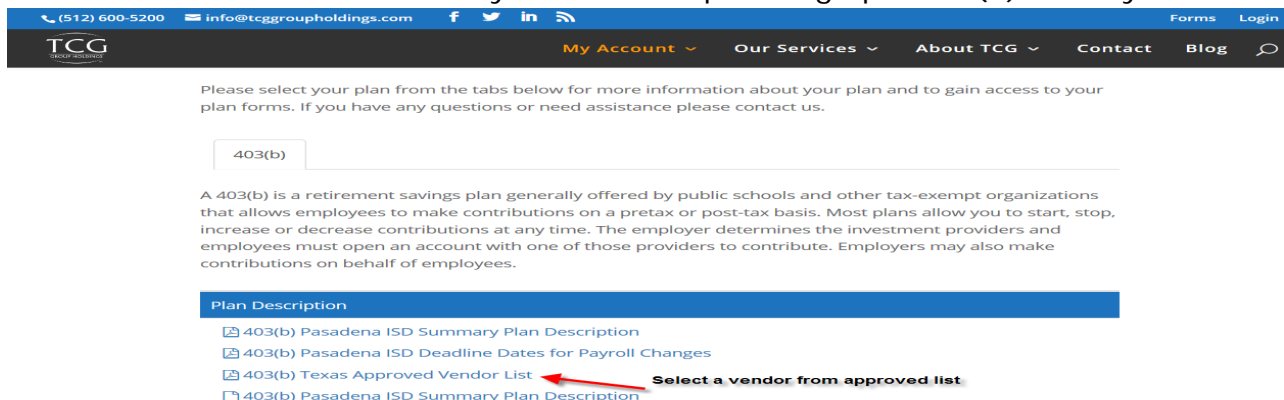 (512) 600-5200 info@tcggroupholdings.com Forms Login
TCG
GROUP HOLDINGS
My Account Our Services About TCG Contact Blog
Please select your plan from the tabs below for more information about your plan and to gain access to your
plan forms. If you have any questions or need assistance please contact us.
403(b)
A 403(b) is a retirement savings plan generally offered by public schools and other tax-exempt organizations
that allows employees to make contributions on a pretax or post-tax basis. Most plans allow you to start, stop,
increase or decrease contributions at any time. The employer determines the investment providers and
employees must open an account with one of those providers to contribute. Employers may also make
contributions on behalf of employees.
Plan Description
403(b) Pasadena ISD Summary Plan Description
403(b) Pasadena ISD Deadline Dates for Payroll Changes
403(b) Texas Approved Vendor List Select a vendor from approved list
403(b) Pasadena ISD Summary Plan Description